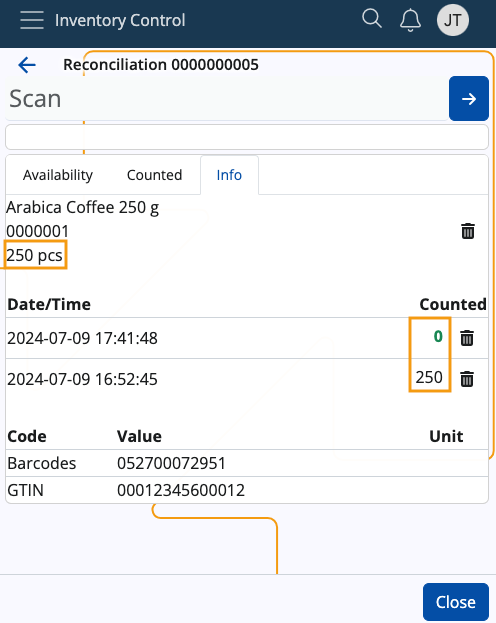 Inventory Control JT
Reconciliation 0000000005
Scan
Availability Counted Info
Arabica Coffee 250 g
0000001
250 pcs
Date/Time Counted
2024-07-09 17:41:48 0
2024-07-09 16:52:45 250
Code Value Unit
Barcodes 052700072951
GTIN 00012345600012
Close